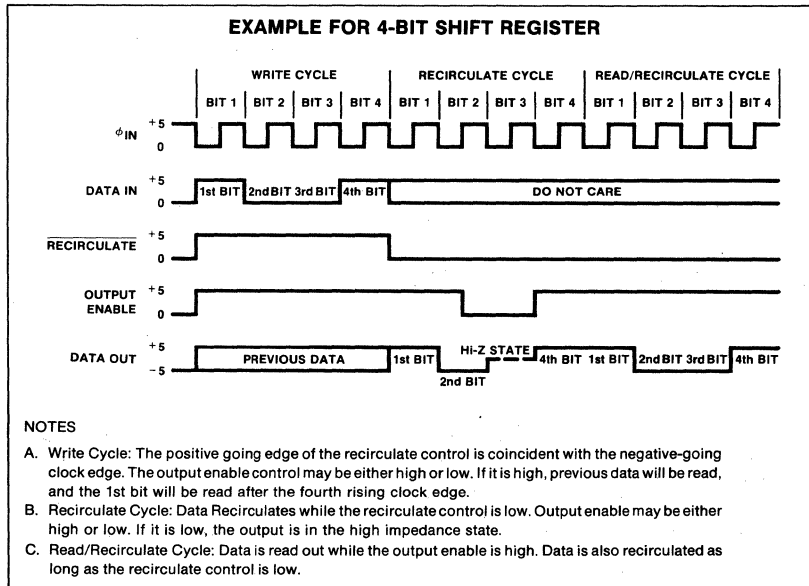 EXAMPLE FOR 4-BIT SHIFT REGISTER
WRITE CYCLE RECIRCULATE CYCLE READ/RECIRCULATE CYCLE
BIT 1 BIT 2 BIT 3 BIT 4 BIT 1 BIT 2 BIT 3 BIT 4 BIT 1 BIT 2 BIT 3 BIT 4
ϕIN +5 0
DATA IN +5 0 1st BIT 2nd BIT 3rd BIT 4th BIT DO NOT CARE
RECIRCULATE +5 0
OUTPUT ENABLE +5 0
DATA OUT +5 -5 PREVIOUS DATA 1st BIT 2nd BIT Hi-Z STATE 4th BIT 1st BIT 2nd BIT 3rd BIT 4th BIT
NOTES
A. Write Cycle: The positive going edge of the recirculate control is coincident with the negative-going
clock edge. The output enable control may be either high or low. If it is high, previous data will be read,
and the 1st bit will be read after the fourth rising clock edge.
B. Recirculate Cycle: Data Recirculates while the recirculate control is low. Output enable may be either
high or low. If it is low, the output is in the high impedance state.
C. Read/Recirculate Cycle: Data is read out while the output enable is high. Data is also recirculated as
long as the recirculate control is low.